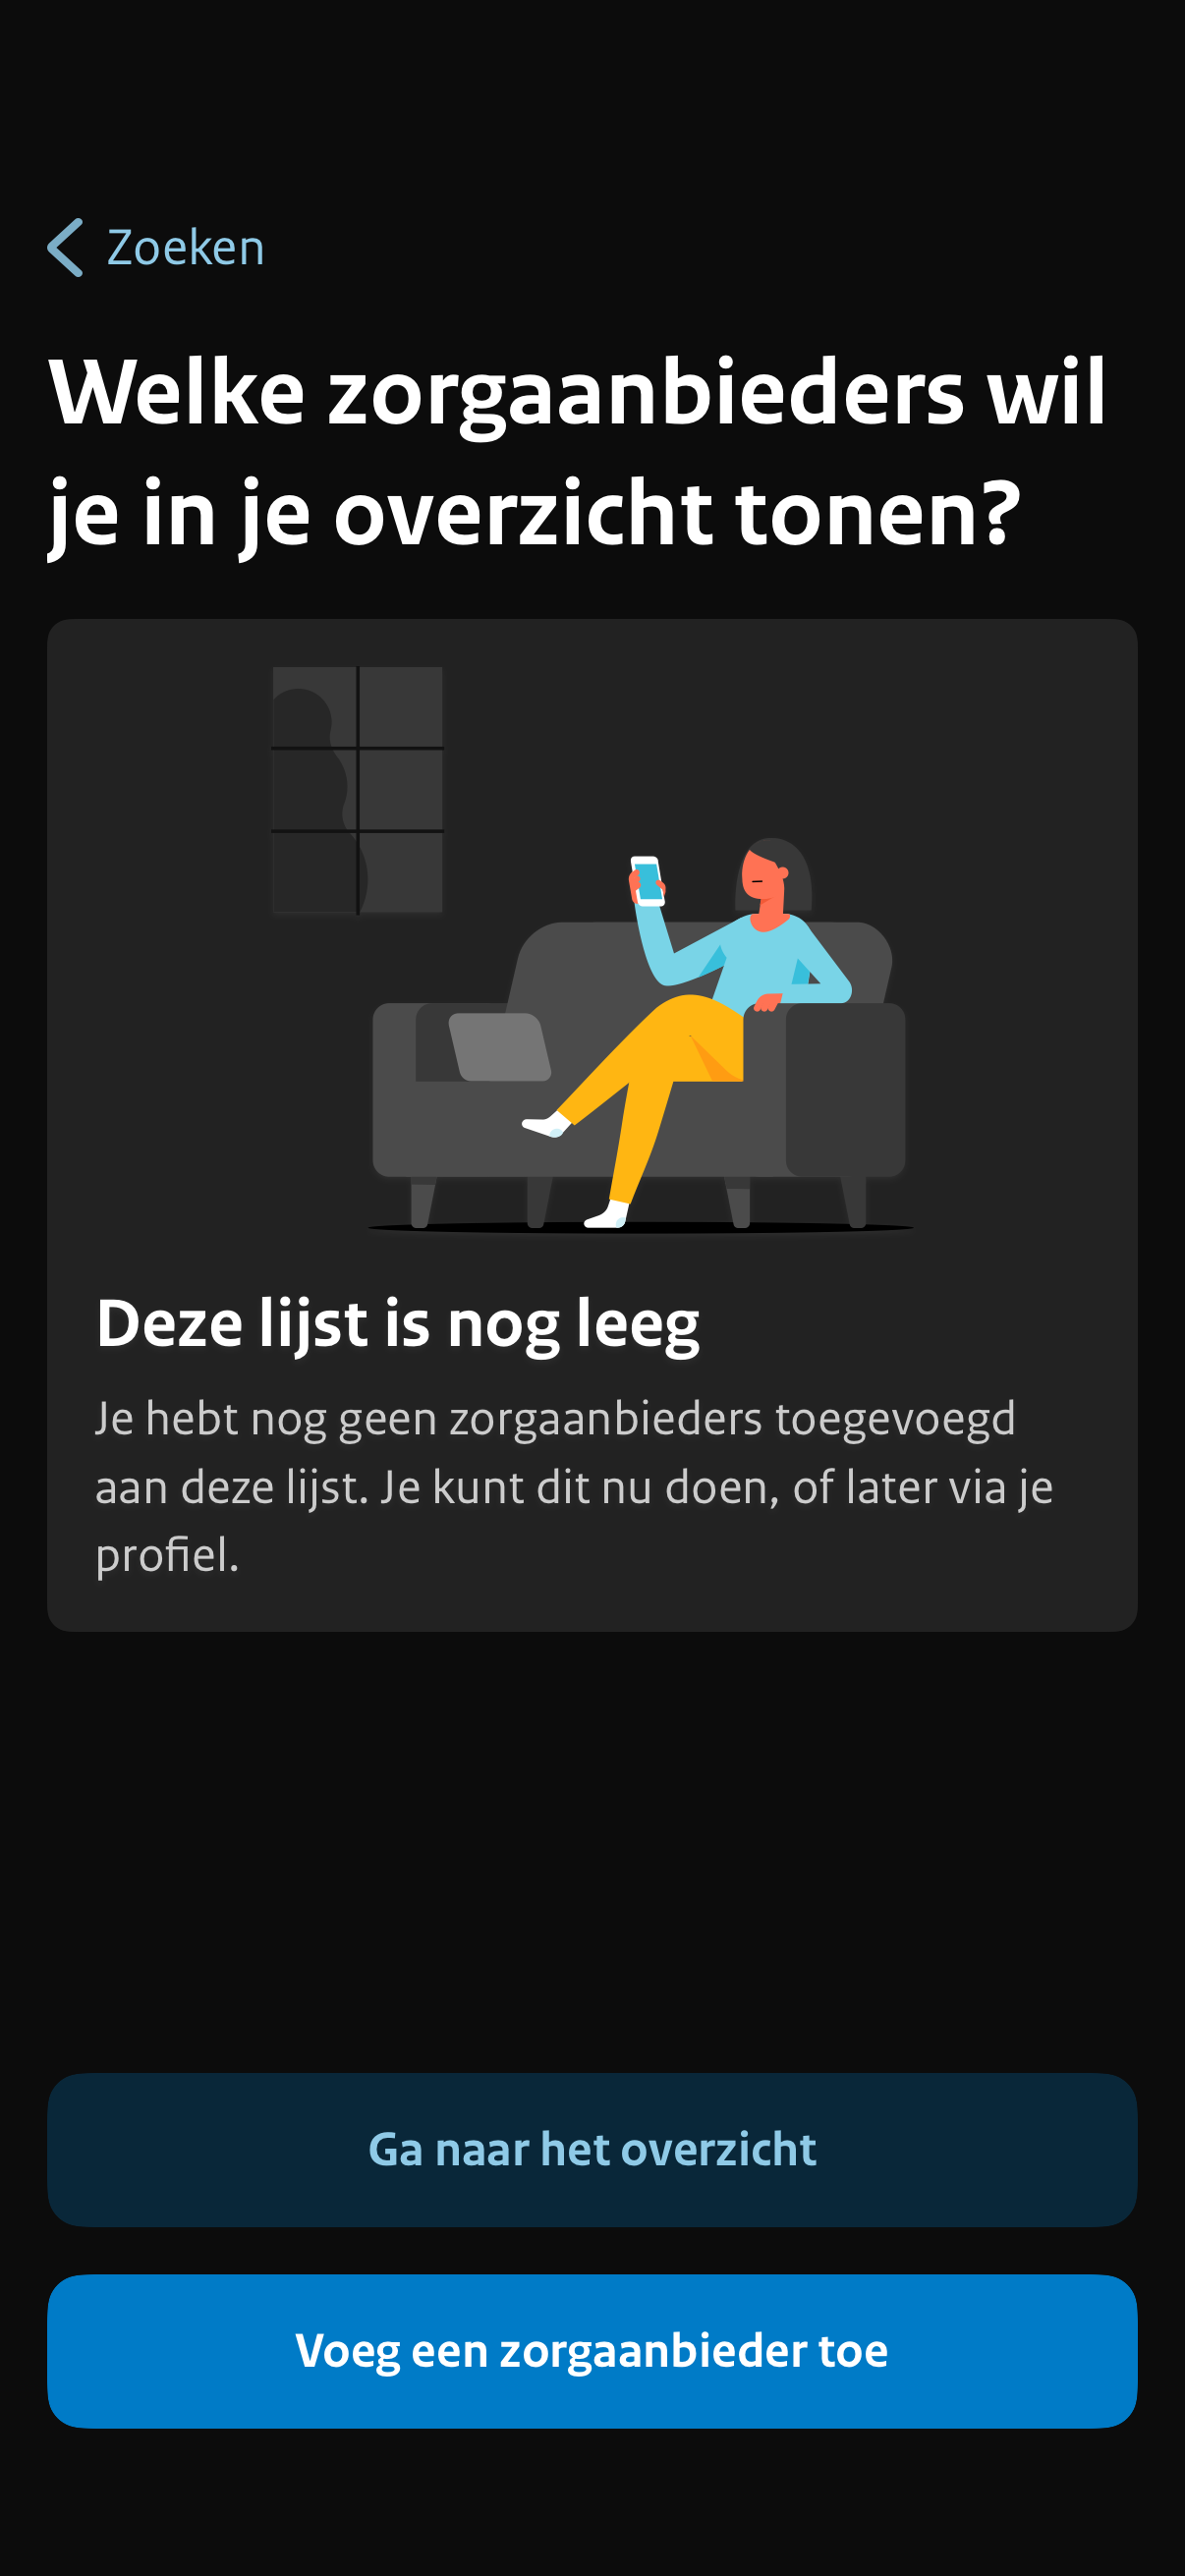 Zoeken
Welke zorgaanbieders wil
je in je overzicht tonen?
Deze lijst is nog leeg
Je hebt nog geen zorgaanbieders toegevoegd
aan deze lijst. Je kunt dit nu doen, of later via je
profiel.
Ga naar het overzicht
Voeg een zorgaanbieder toe